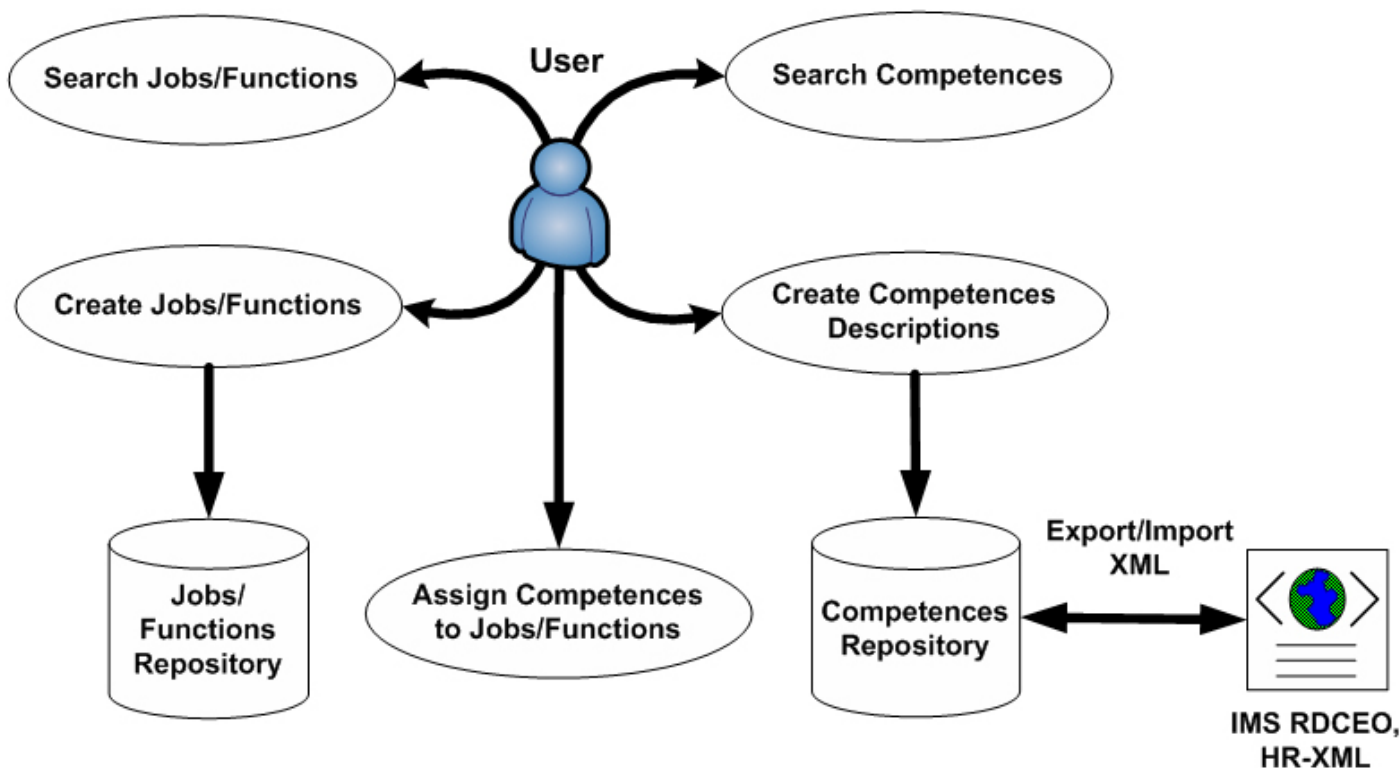 User
Search Jobs/Functions
Search Competences
Create Jobs/Functions
Create Competences
Descriptions
Jobs/
Functions
Repository
Assign Competences
to Jobs/Functions
Competences
Repository
Export/Import
XML
IMS RDCEO,
HR-XML